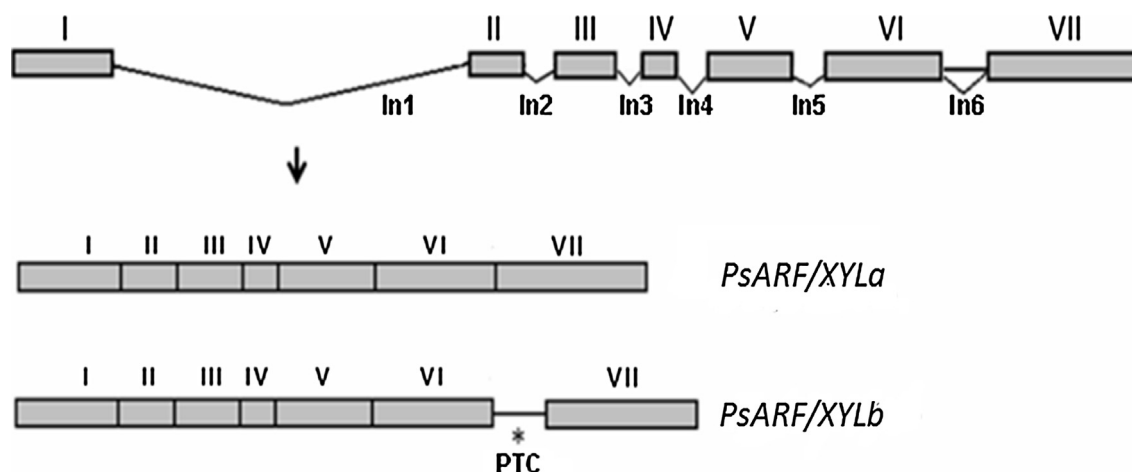 I II III IV V VI VII
In1 In2 In3 In4 In5 In6
I II III IV V VI VII
PsARF/XYLa
I II III IV V VI VII
PsARF/XYLb
*
PTC